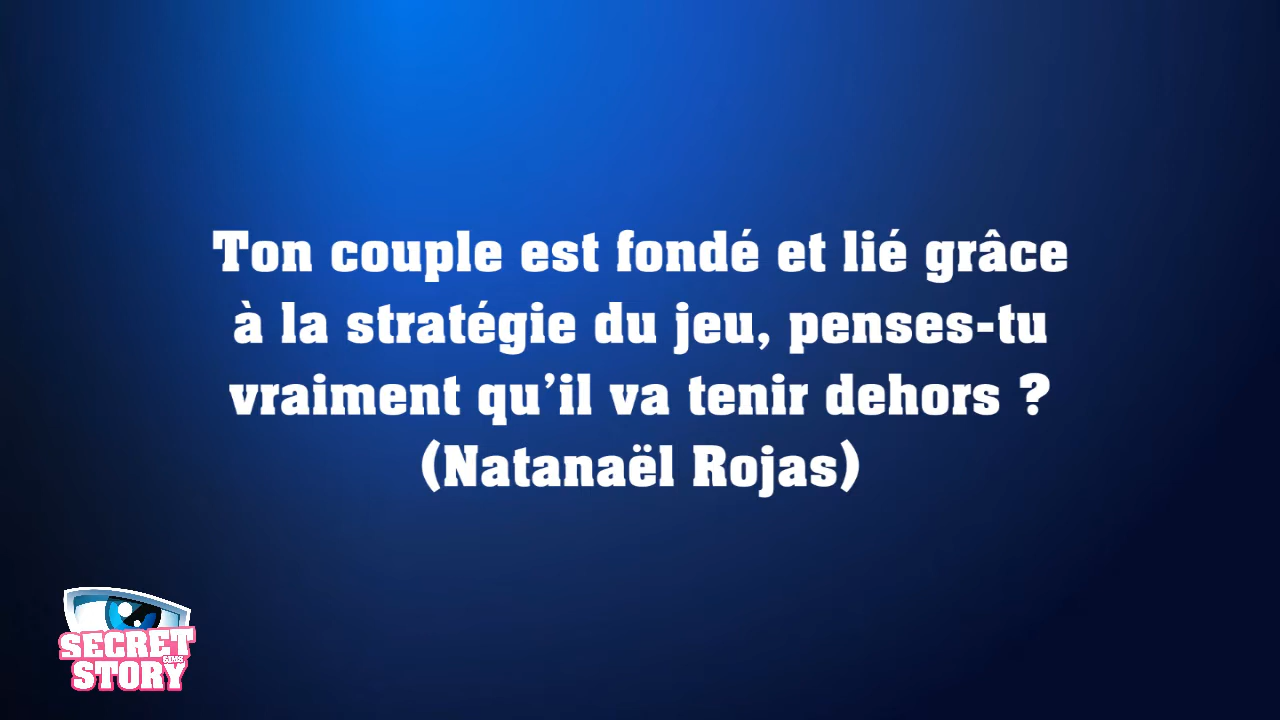 Ton couple est fondé et lié grâce
à la stratégie du jeu, penses-tu
vraiment qu'il va tenir dehors ?
(Natanaël Rojas)
SECRET
SIMS
STORY